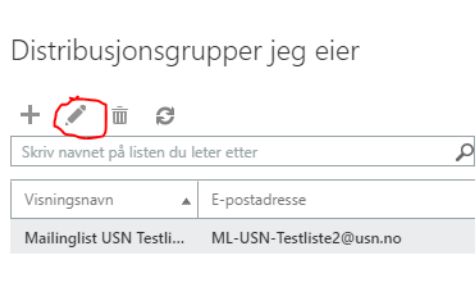 Distribusjonsgrupper jeg eier
Skriv navnet på listen du leter etter
Visningsnavn E-postadresse
Mailinglist USN Testli... ML-USN-Testliste2@usn.no